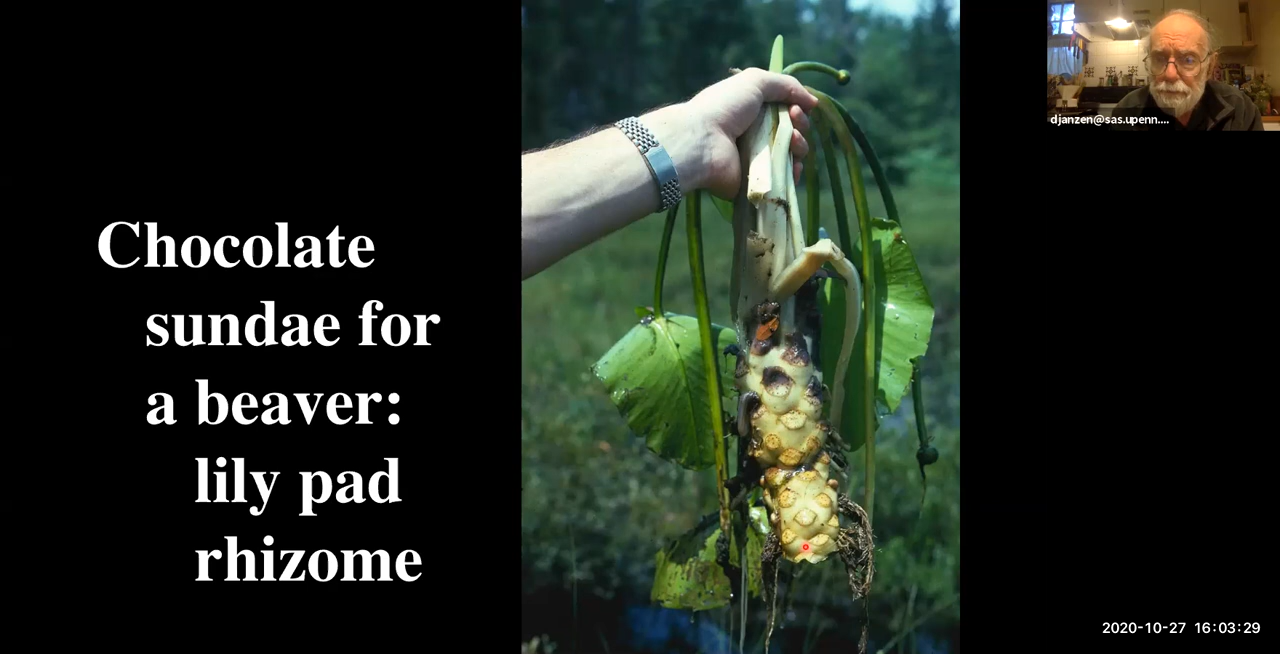 Chocolate
sundae for
a beaver:
lily pad
rhizome
djanzen@sas.upenn....
2020-10-27 16:03:29